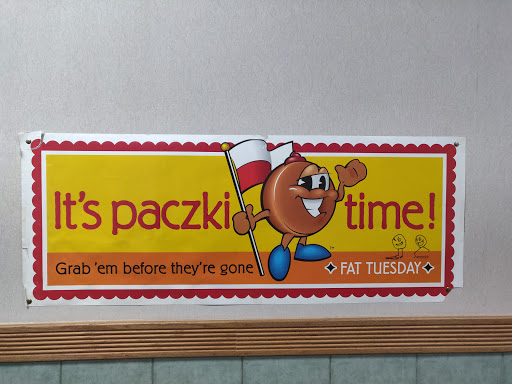 It's paczki time!
Grab 'em before they're gone
FAT TUESDAY